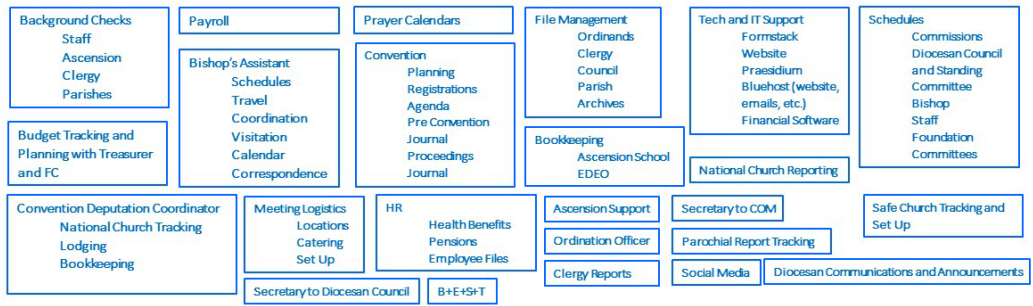 Background Checks
Staff
Ascension
Clergy
Parishes
Payroll
Prayer Calendars
File Management
Ordinands
Clergy
Council
Parish
Archives
Tech and IT Support
Formstack
Website
Praesidium
Bluehost (website,
emails, etc.)
Financial Software
Schedules
Commissions
Diocesan Council
and Standing
Committee
Bishop
Staff
Foundation
Committees
Bishop's Assistant
Schedules
Travel
Coordination
Visitation
Calendar
Correspondence
Convention
Planning
Registrations
Agenda
Pre Convention
Journal
Proceedings
Journal
Budget Tracking and
Planning with Treasurer
and FC
Bookkeeping
Ascension School
EDEO
National Church Reporting
Convention Deputation Coordinator
National Church Tracking
Lodging
Bookkeeping
Meeting Logistics
Locations
Catering
Set Up
HR
Health Benefits
Pensions
Employee Files
Ascension Support
Secretary to COM
Safe Church Tracking and
Set Up
Ordination Officer
Parochial Report Tracking
Clergy Reports
Social Media
Diocesan Communications and Announcements
Secretary to Diocesan Council
B+E+S+T